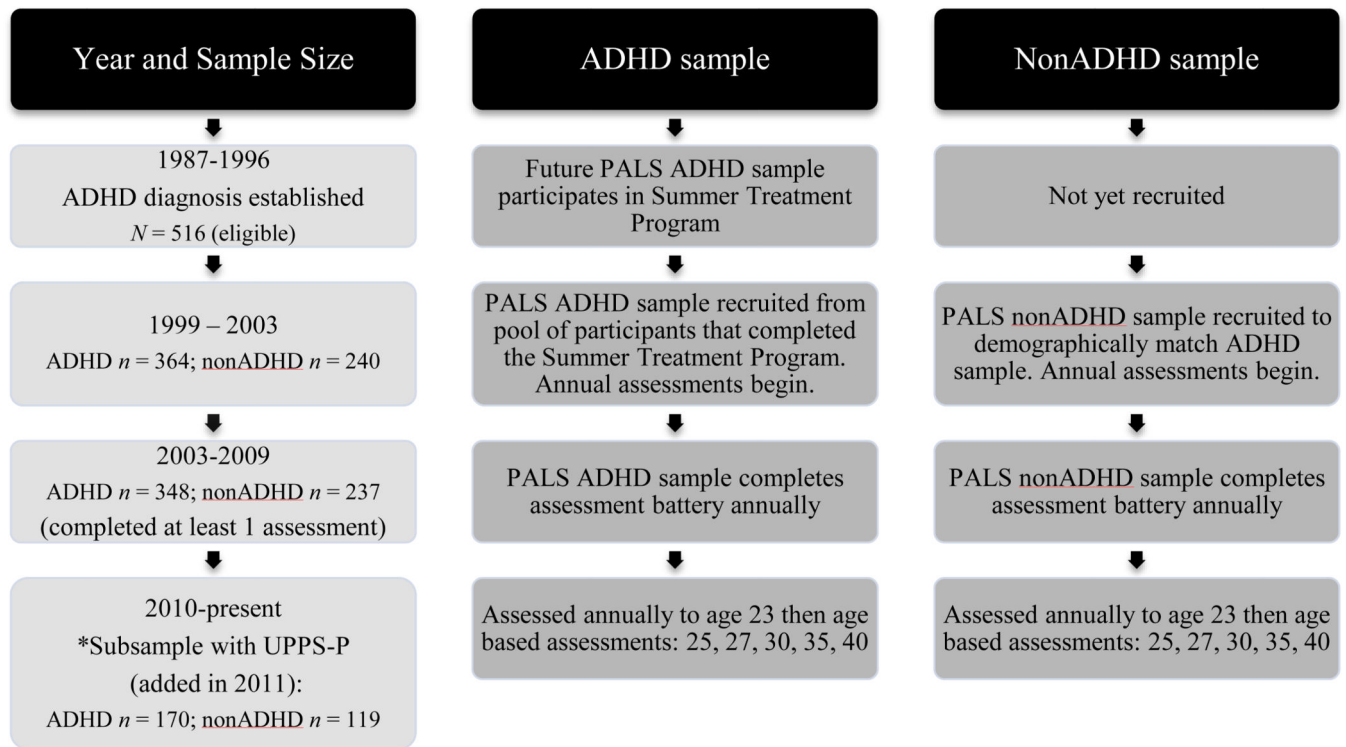 Year and Sample Size
1987-1996
ADHD diagnosis established
N = 516 (eligible)
1999 – 2003
ADHD n = 364; nonADHD n = 240
2003-2009
ADHD n = 348; nonADHD n = 237
(completed at least 1 assessment)
2010-present
*Subsample with UPPS-P
(added in 2011):
ADHD n = 170; nonADHD n = 119
ADHD sample
Future PALS ADHD sample
participates in Summer Treatment
Program
PALS ADHD sample recruited from
pool of participants that completed
the Summer Treatment Program.
Annual assessments begin.
PALS ADHD sample completes
assessment battery annually
Assessed annually to age 23 then age
based assessments: 25, 27, 30, 35, 40
NonADHD sample
Not yet recruited
PALS nonADHD sample recruited to
demographically match ADHD
sample. Annual assessments begin.
PALS nonADHD sample completes
assessment battery annually
Assessed annually to age 23 then age
based assessments: 25, 27, 30, 35, 40